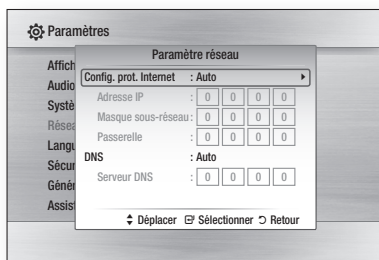 Paramètres
Paramètre réseau
Affich
Config. prot. Internet : Auto
Audio
Adresse IP : 0 0 0 0
Systè
Masque sous-réseau : 0 0 0 0
Résea
Passerelle : 0 0 0 0
Langu
DNS : Auto
Sécur
Serveur DNS : 0 0 0 0
Génér
Assist
Déplacer Sélectionner Retour